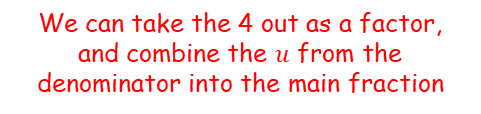 We can take the 4 out as a factor,
and combine the u from the
denominator into the main fraction